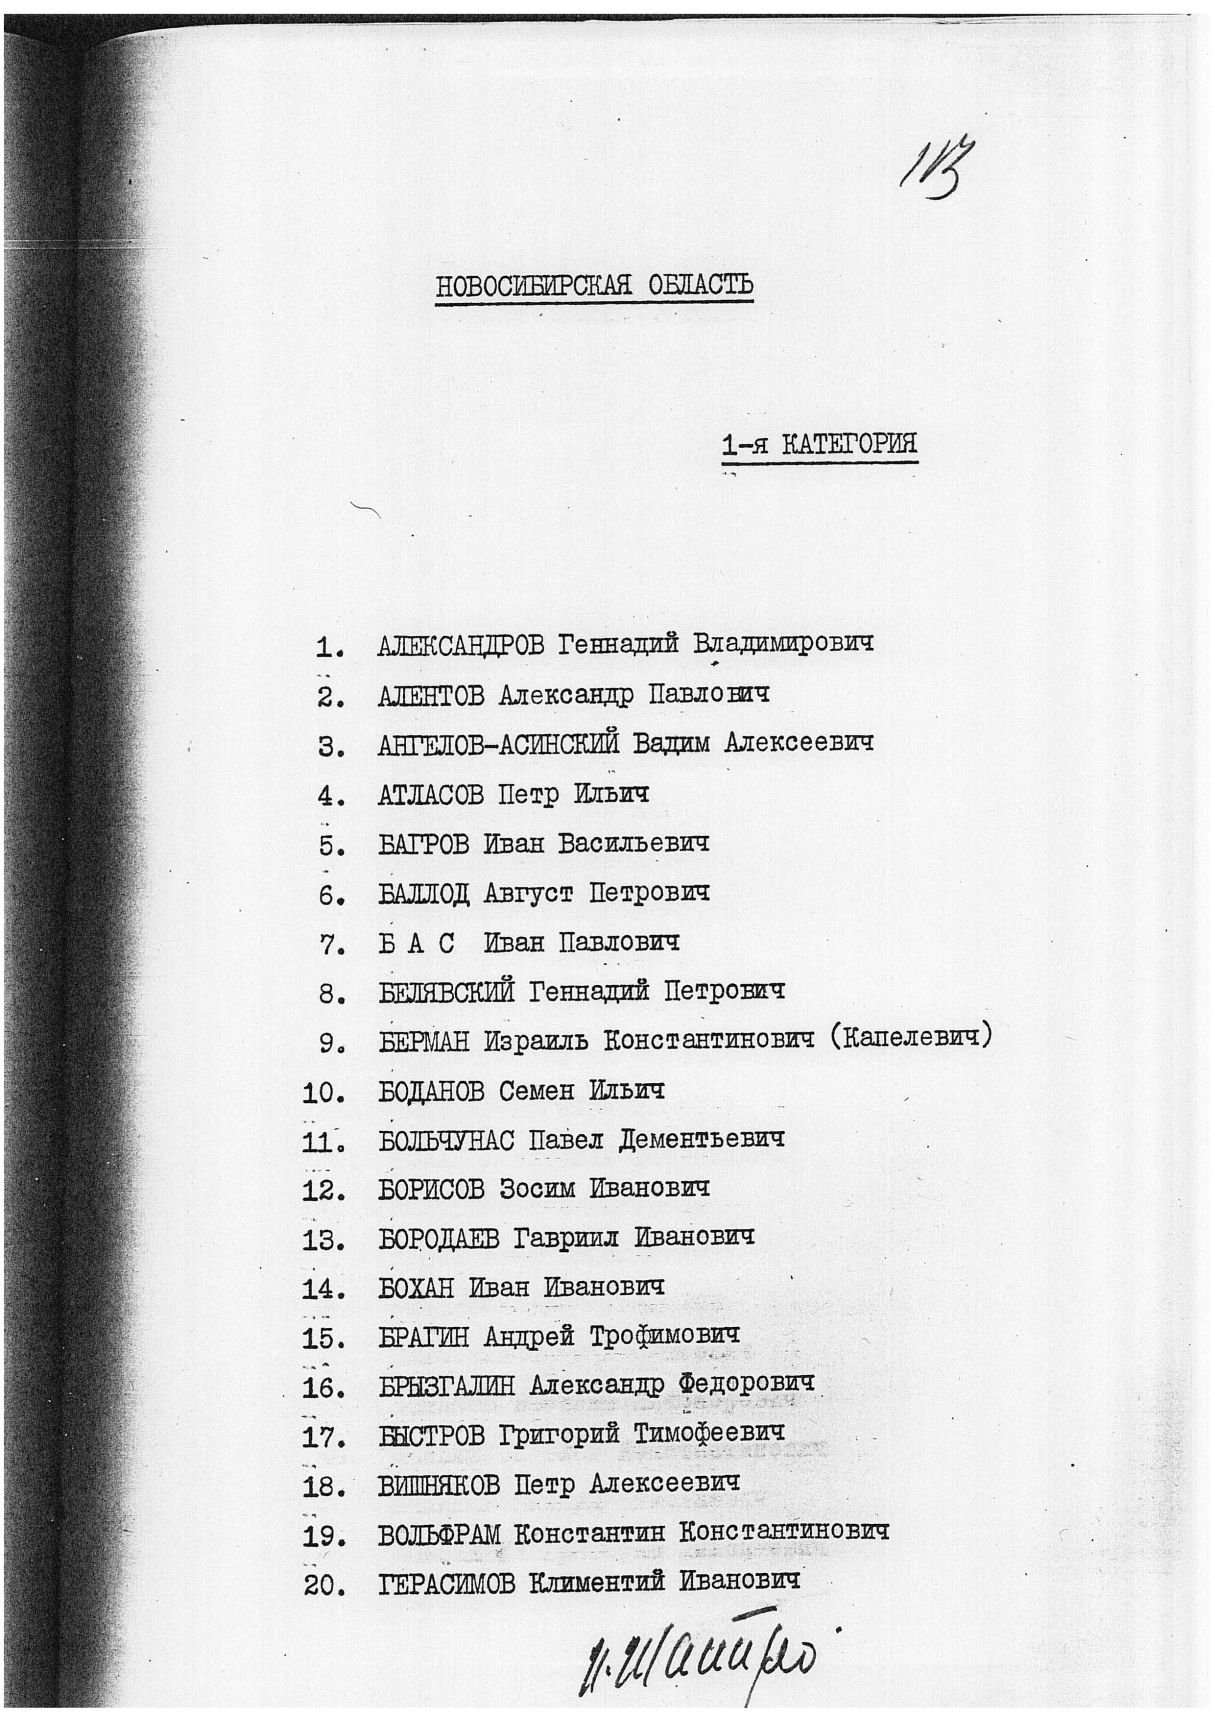 НОВОСИБИРСКАЯ ОБЛАСТЬ
1-я КАТЕГОРИЯ
1. АЛЕКСАНДРОВ Геннадий Владимирович
2. АЛЕНТОВ Александр Павлович
3. АНГЕЛОВ-АСИНСКИЙ Вадим Алексеевич
4. АТЛАСОВ Петр Ильич
5. БАГРОВ Иван Васильевич
6. БАЛЛОД Август Петрович
7. Б А С Иван Павлович
8. БЕЛЯВСКИЙ Геннадий Петрович
9. БЕРМАН Израиль Константинович (Капелевич)
10. БОДАНОВ Семен Ильич
11. БОЛЬЧУНАС Павел Дементьевич
12. БОРИСОВ Зосим Иванович
13. БОРОДАЕВ Гавриил Иванович
14. БОХАН Иван Иванович
15. БРАГИН Андрей Трофимович
16. БРЫЗГАЛИН Александр Федорович
17. БЫСТРОВ Григорий Тимофеевич
18. ВИШНЯКОВ Петр Алексеевич
19. ВОЛЬФРАМ Константин Константинович
20. ГЕРАСИМОВ Климентий Иванович
И. Шапиро